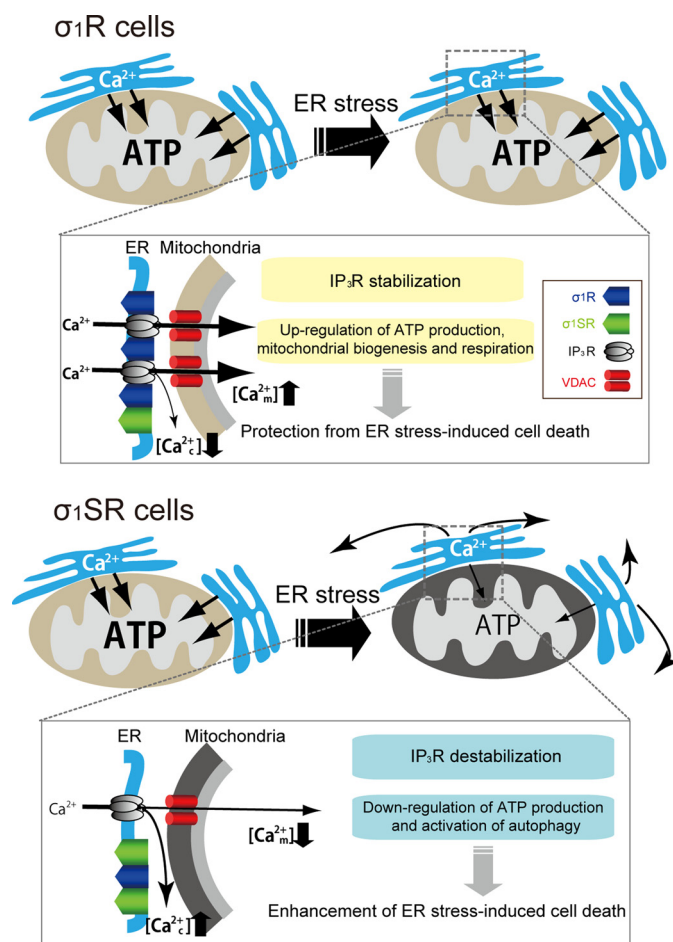 σ1R cells
Ca²⁺
ATP
ER stress
Ca²⁺
ATP
ER Mitochondria
Ca²⁺
Ca²⁺
[Ca²⁺m]
[Ca²⁺c]
IP₃R stabilization
Up-regulation of ATP production,
mitochondrial biogenesis and respiration
Protection from ER stress-induced cell death
σ1R
σ1SR
IP₃R
VDAC
σ1SR cells
Ca²⁺
ATP
ER stress
Ca²⁺
ATP
ER Mitochondria
Ca²⁺
[Ca²⁺m]
[Ca²⁺c]
IP₃R destabilization
Down-regulation of ATP production
and activation of autophagy
Enhancement of ER stress-induced cell death